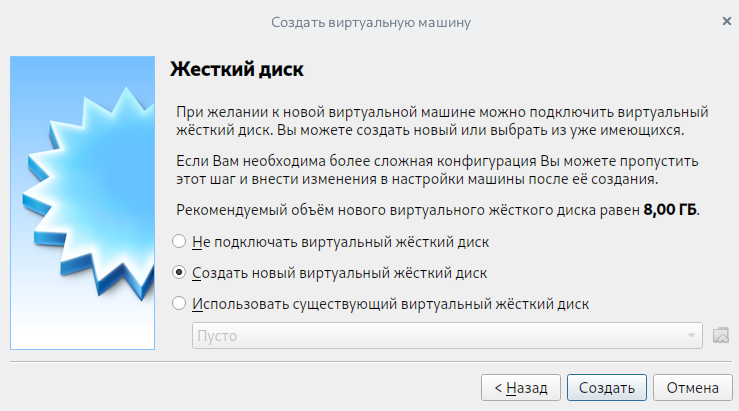 Создать виртуальную машину
Жесткий диск
При желании к новой виртуальной машине можно подключить виртуальный
жёсткий диск. Вы можете создать новый или выбрать из уже имеющихся.
Если Вам необходима более сложная конфигурация Вы можете пропустить
этот шаг и внести изменения в настройки машины после её создания.
Рекомендуемый объём нового виртуального жёсткого диска равен 8,00 ГБ.
Не подключать виртуальный жёсткий диск
Создать новый виртуальный жёсткий диск
Использовать существующий виртуальный жёсткий диск
Пусто
< Назад
Создать
Отмена